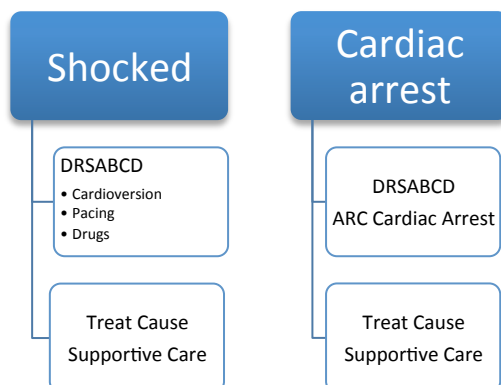 Shocked
DRSABCD
• Cardioversion
• Pacing
• Drugs
Treat Cause
Supportive Care
Cardiac
arrest
DRSABCD
ARC Cardiac Arrest
Treat Cause
Supportive Care